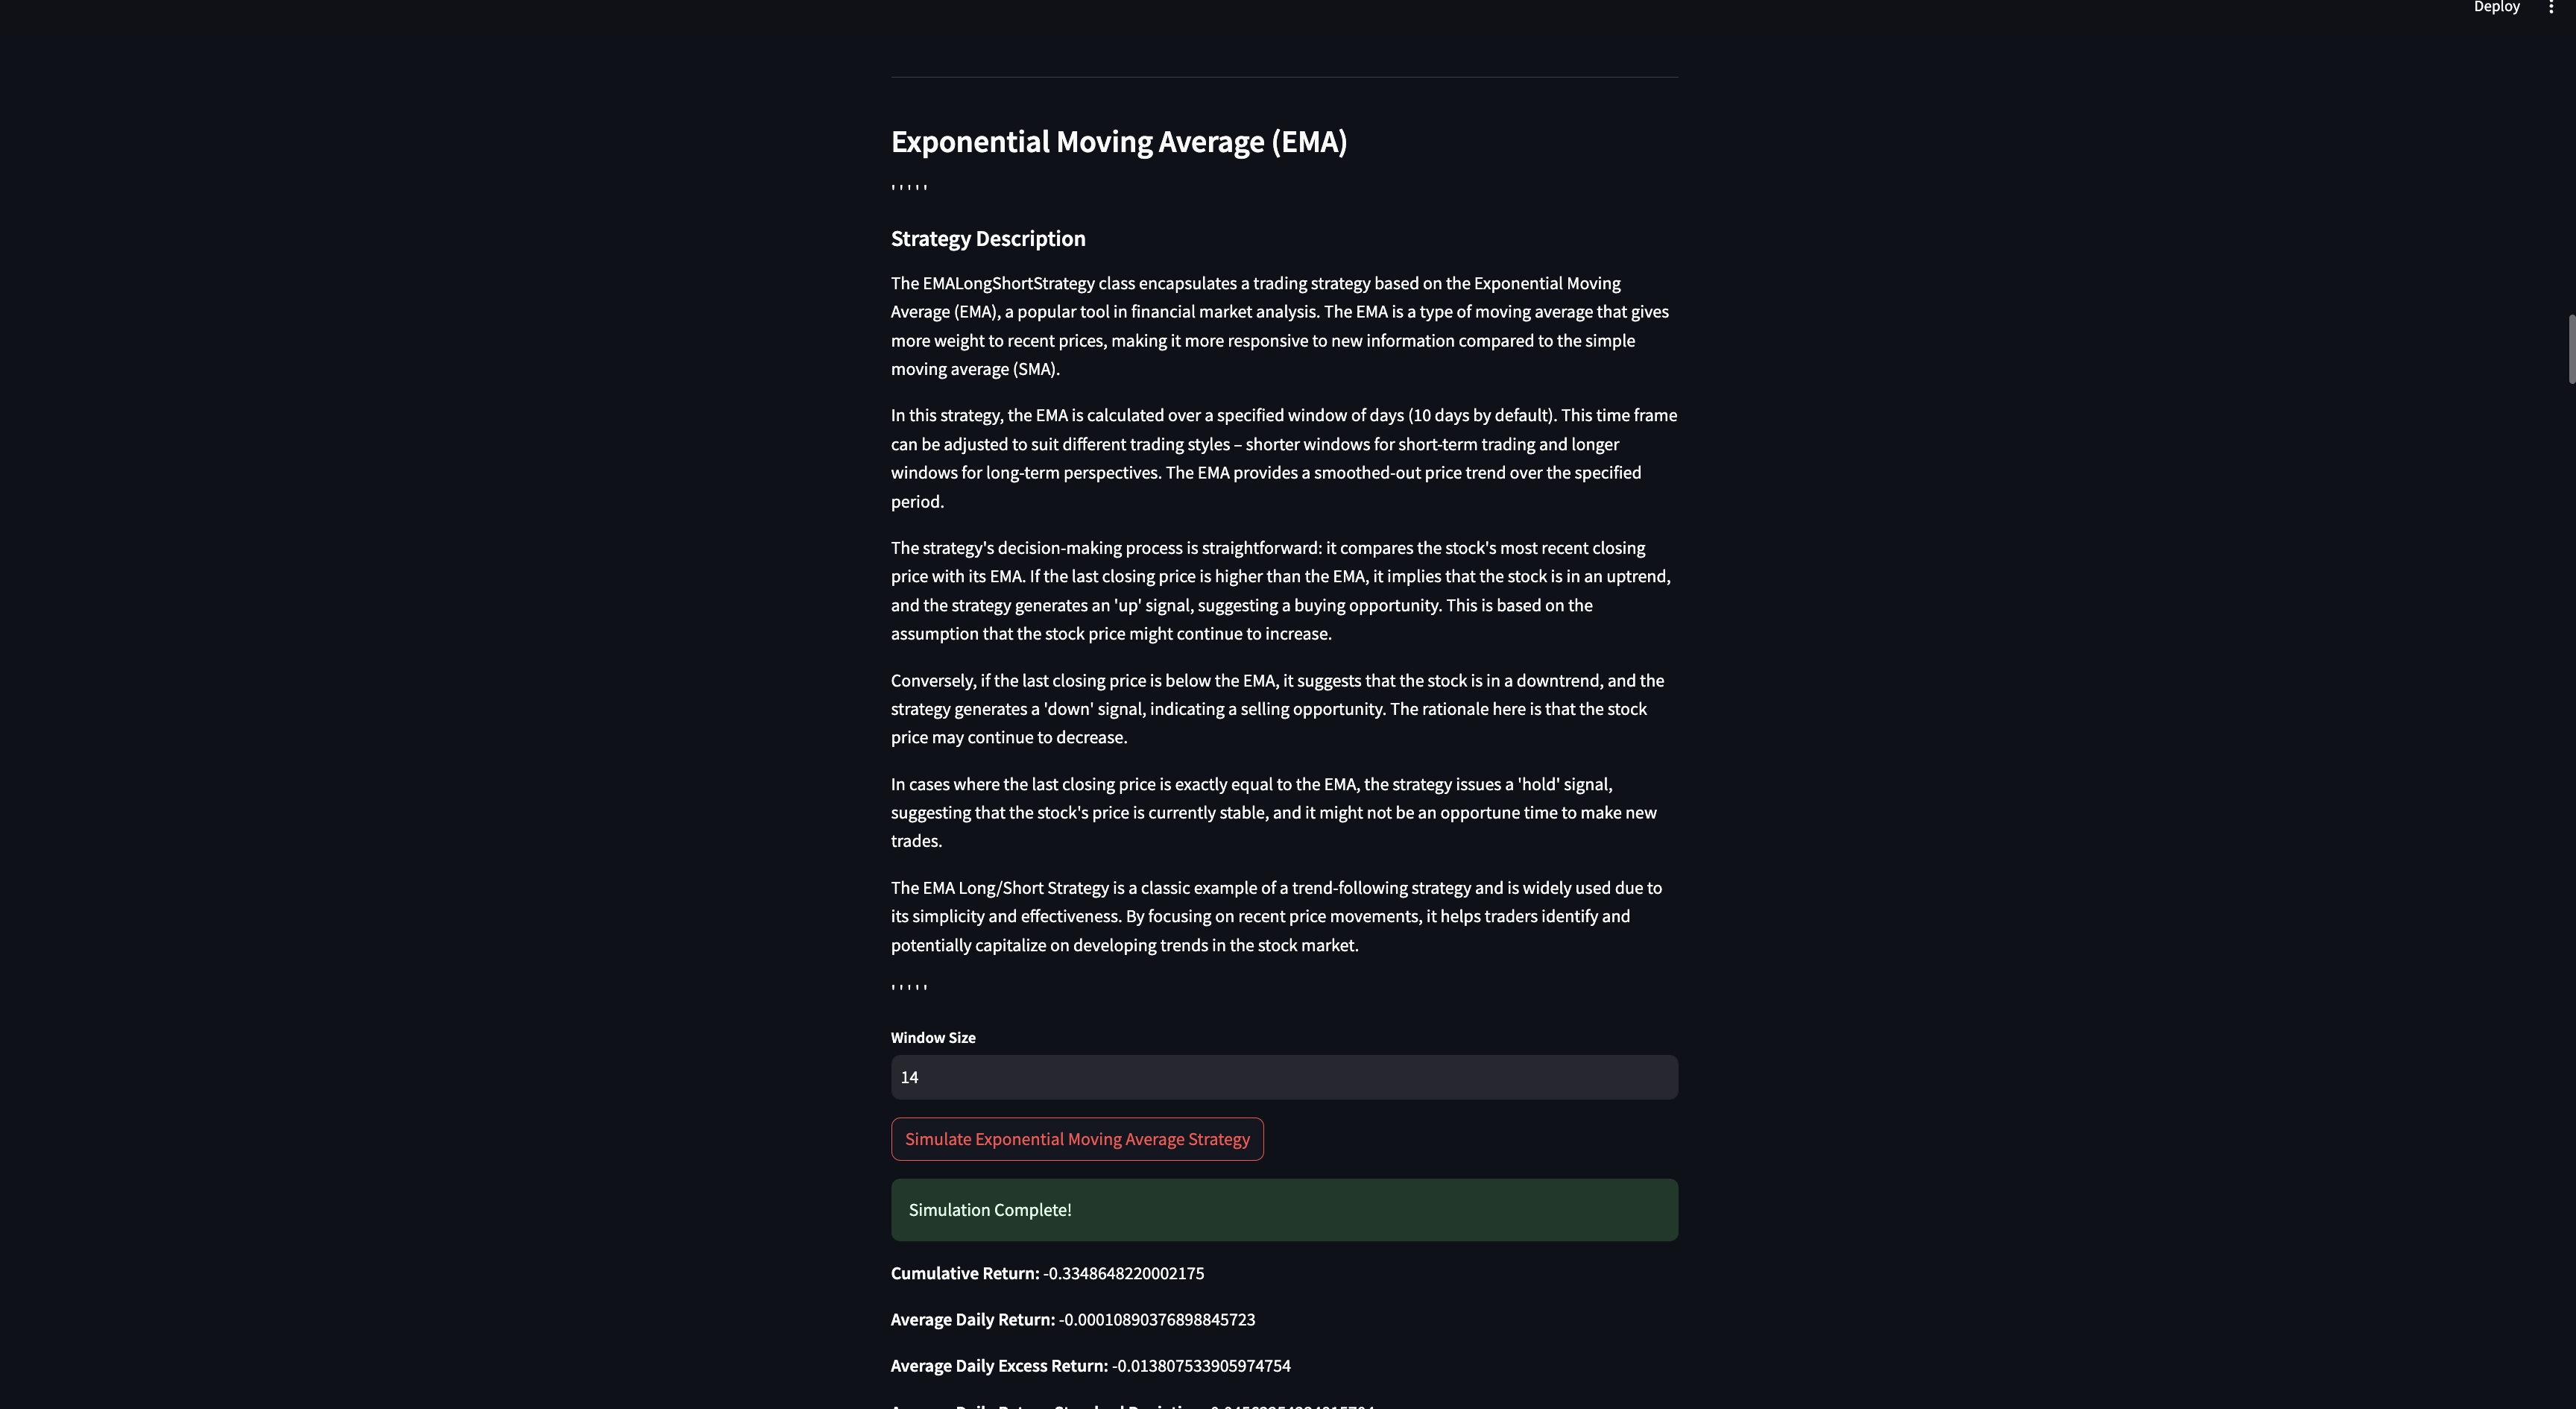 Deploy
Exponential Moving Average (EMA)
' ' ' ' '
Strategy Description
The EMALongShortStrategy class encapsulates a trading strategy based on the Exponential Moving
Average (EMA), a popular tool in financial market analysis. The EMA is a type of moving average that gives
more weight to recent prices, making it more responsive to new information compared to the simple
moving average (SMA).
In this strategy, the EMA is calculated over a specified window of days (10 days by default). This time frame
can be adjusted to suit different trading styles – shorter windows for short-term trading and longer
windows for long-term perspectives. The EMA provides a smoothed-out price trend over the specified
period.
The strategy's decision-making process is straightforward: it compares the stock's most recent closing
price with its EMA. If the last closing price is higher than the EMA, it implies that the stock is in an uptrend,
and the strategy generates an 'up' signal, suggesting a buying opportunity. This is based on the
assumption that the stock price might continue to increase.
Conversely, if the last closing price is below the EMA, it suggests that the stock is in a downtrend, and the
strategy generates a 'down' signal, indicating a selling opportunity. The rationale here is that the stock
price may continue to decrease.
In cases where the last closing price is exactly equal to the EMA, the strategy issues a 'hold' signal,
suggesting that the stock's price is currently stable, and it might not be an opportune time to make new
trades.
The EMA Long/Short Strategy is a classic example of a trend-following strategy and is widely used due to
its simplicity and effectiveness. By focusing on recent price movements, it helps traders identify and
potentially capitalize on developing trends in the stock market.
' ' ' ' '
Window Size
14
Simulate Exponential Moving Average Strategy
Simulation Complete!
Cumulative Return: -0.3348648220002175
Average Daily Return: -0.00010890376898845723
Average Daily Excess Return: -0.013807533905974754